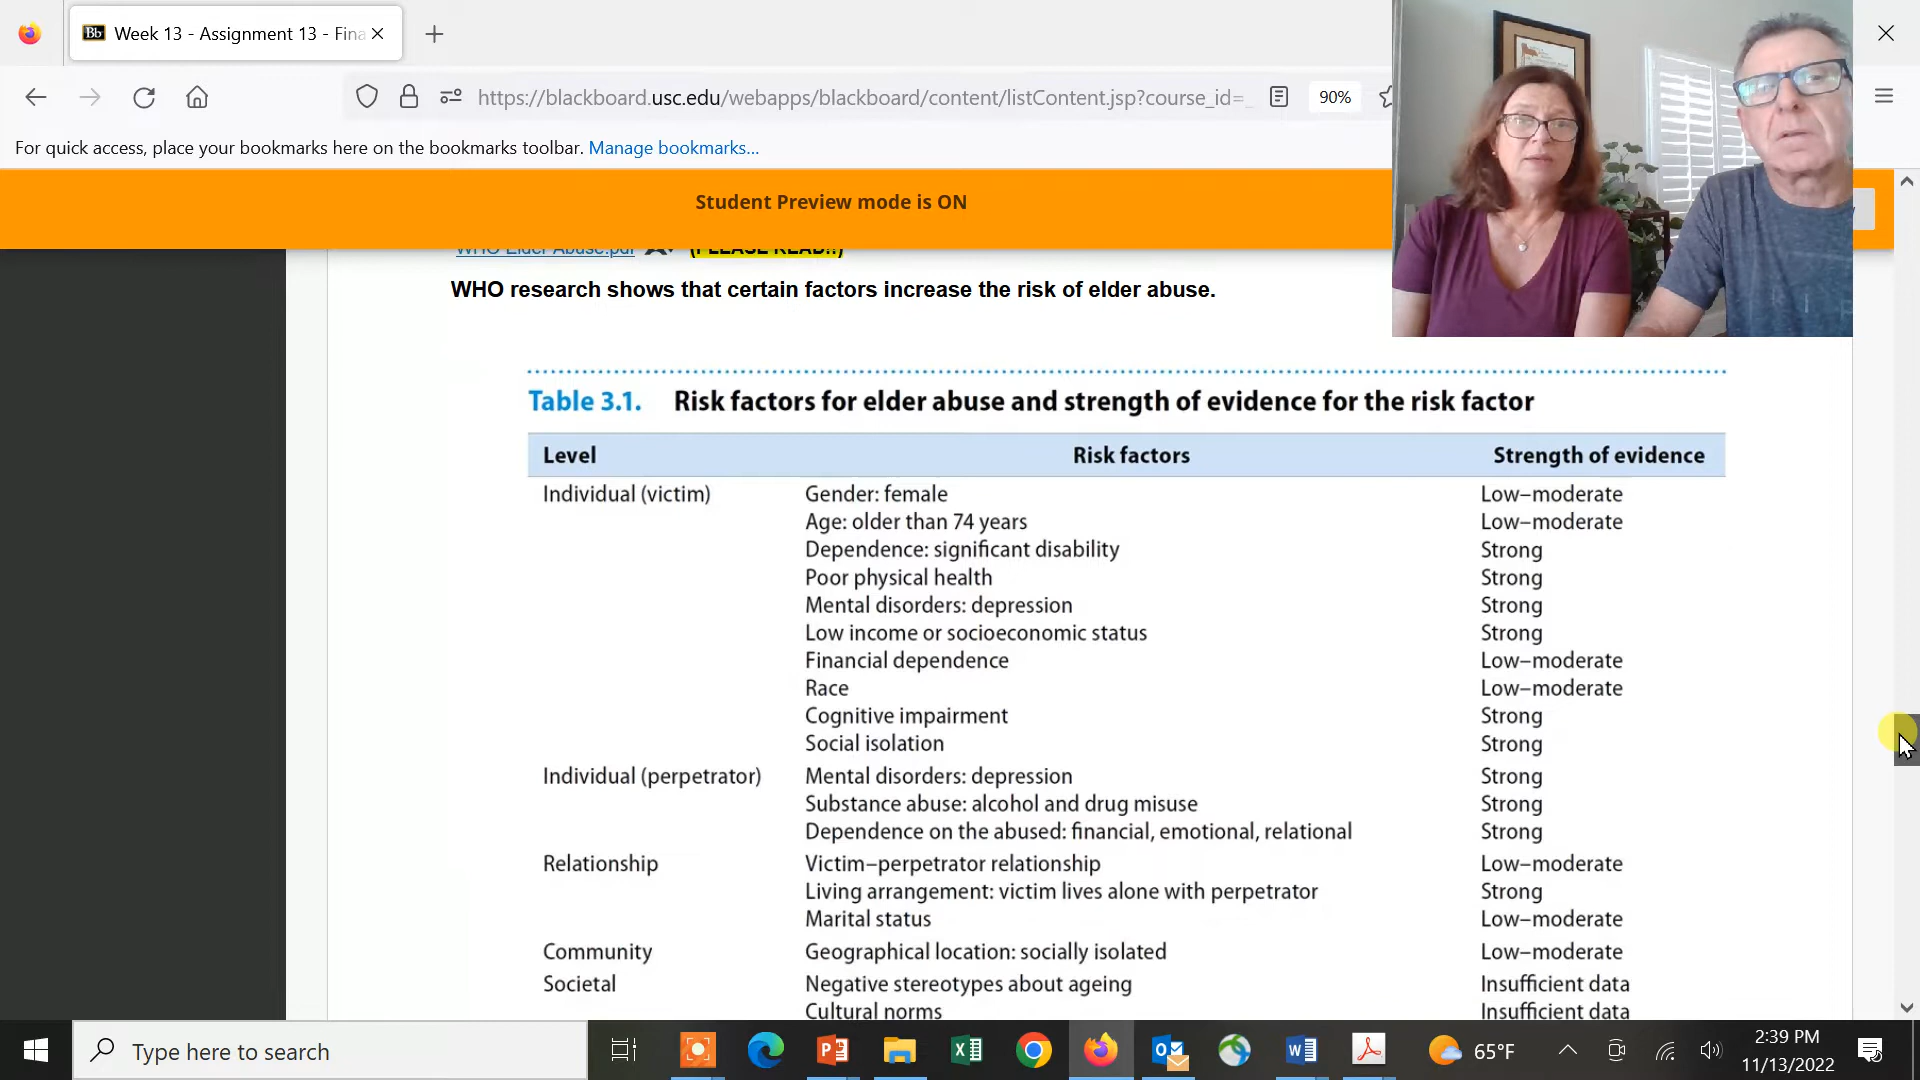 Bb Week 13 - Assignment 13 - Fina
https://blackboard.usc.edu/webapps/blackboard/content/listContent.jsp?course_id=
90%
For quick access, place your bookmarks here on the bookmarks toolbar. Manage bookmarks...
Student Preview mode is ON
WHO Elder Abuse.pdf (PLEASE READ!!)
WHO research shows that certain factors increase the risk of elder abuse.
Table 3.1. Risk factors for elder abuse and strength of evidence for the risk factor
Level Risk factors Strength of evidence
Individual (victim) Gender: female Low–moderate
Age: older than 74 years Low–moderate
Dependence: significant disability Strong
Poor physical health Strong
Mental disorders: depression Strong
Low income or socioeconomic status Strong
Financial dependence Low–moderate
Race Low–moderate
Cognitive impairment Strong
Social isolation Strong
Individual (perpetrator) Mental disorders: depression Strong
Substance abuse: alcohol and drug misuse Strong
Dependence on the abused: financial, emotional, relational Strong
Relationship Victim–perpetrator relationship Low–moderate
Living arrangement: victim lives alone with perpetrator Strong
Marital status Low–moderate
Community Geographical location: socially isolated Low–moderate
Societal Negative stereotypes about ageing Insufficient data
Cultural norms Insufficient data
Type here to search
65°F
2:39 PM
11/13/2022